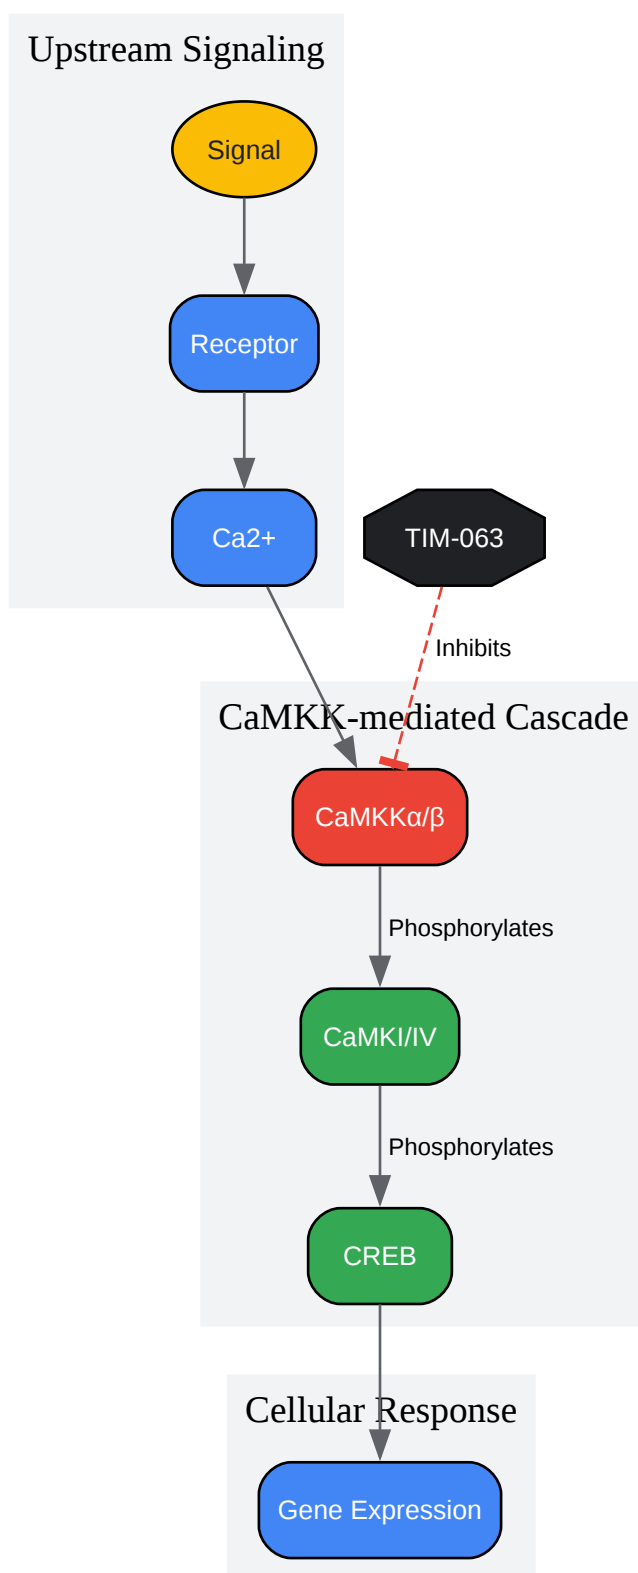 Upstream Signaling
Signal
Receptor
Ca2+
TIM-063
Inhibits
CaMKK-mediated Cascade
CaMKKα/β
Phosphorylates
CaMKI/IV
Phosphorylates
CREB
Cellular Response
Gene Expression